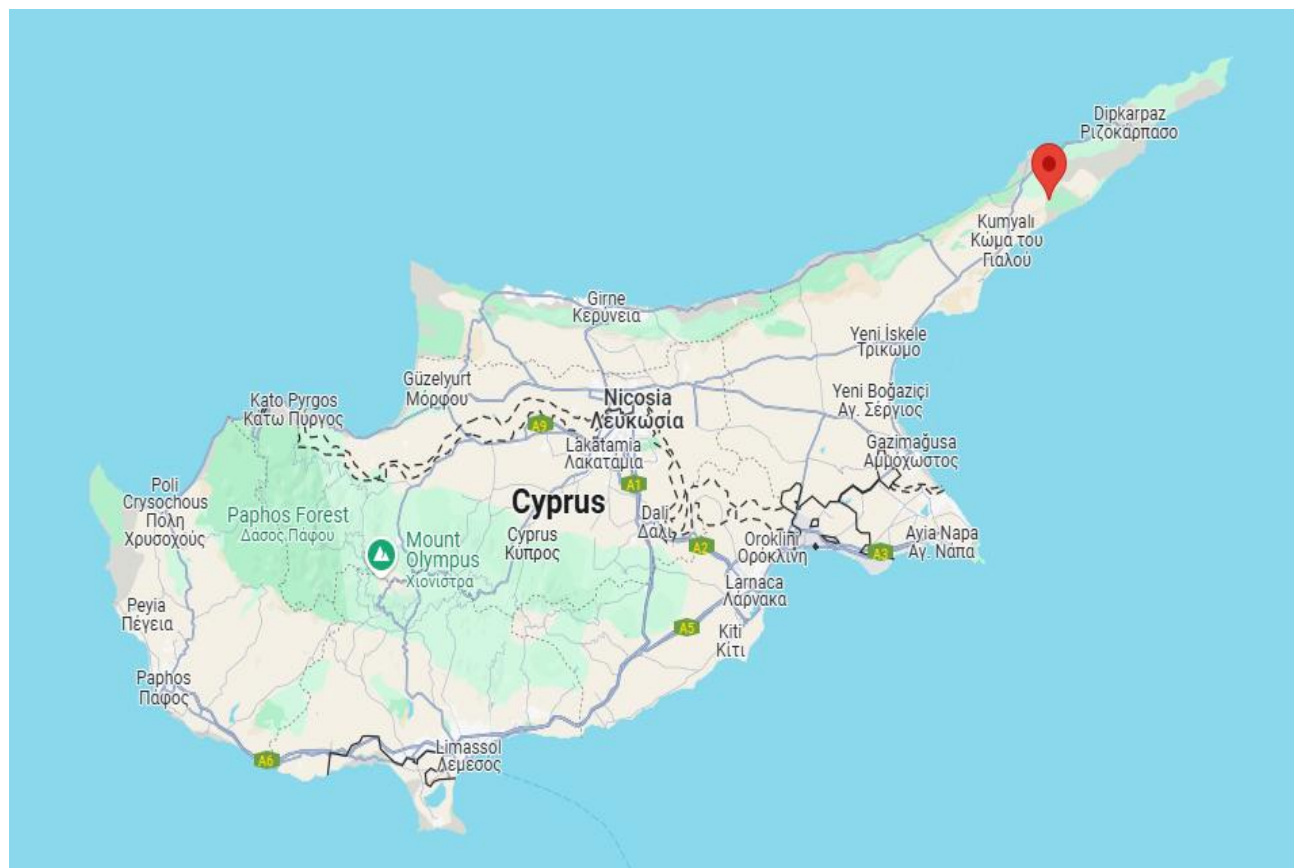 Dipkarpaz
Ριζοκάρπασο
Kumyalı
Κώμα του
Γιαλού
Girne
Κερύνεια
Yeni İskele
Τρίκωμο
Güzelyurt
Μόρφου
Nicosia
Λευκωσία
Yeni Boğaziçi
Αγ. Σέργιος
Kato Pyrgos
Κάτω Πύργος
A9
Lakatamia
Λακατάμια
Gazimağusa
Αμμόχωστος
A1
Poli
Crysochous
Πόλη
Χρυσοχούς
Paphos Forest
Δάσος Πάφου
Cyprus
Mount
Olympus
Χιονίστρα
Cyprus
Κύπρος
Dali
Δάλι
A2
Oroklini
Ορόκλινη
A3
Ayia Napa
Αγ. Νάπα
Larnaca
Λάρνακα
Peyia
Πέγεια
A5
Kiti
Κίτι
Paphos
Πάφος
A6
Limassol
Λεμεσός